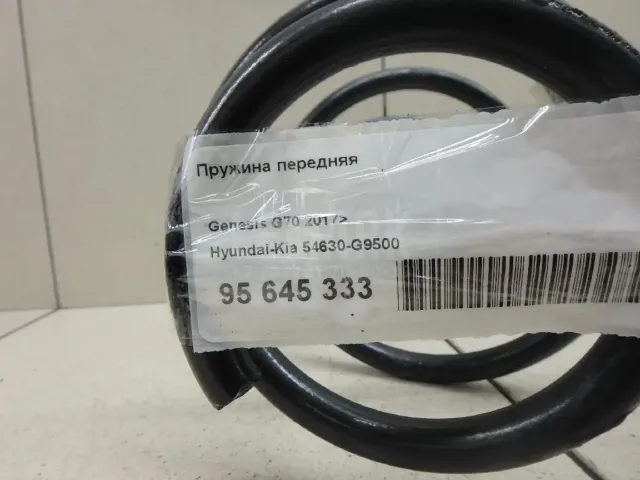 Пружина передняя
Genesis G70 2017>
Hyundai-Kia 54630-G9500
95 645 333